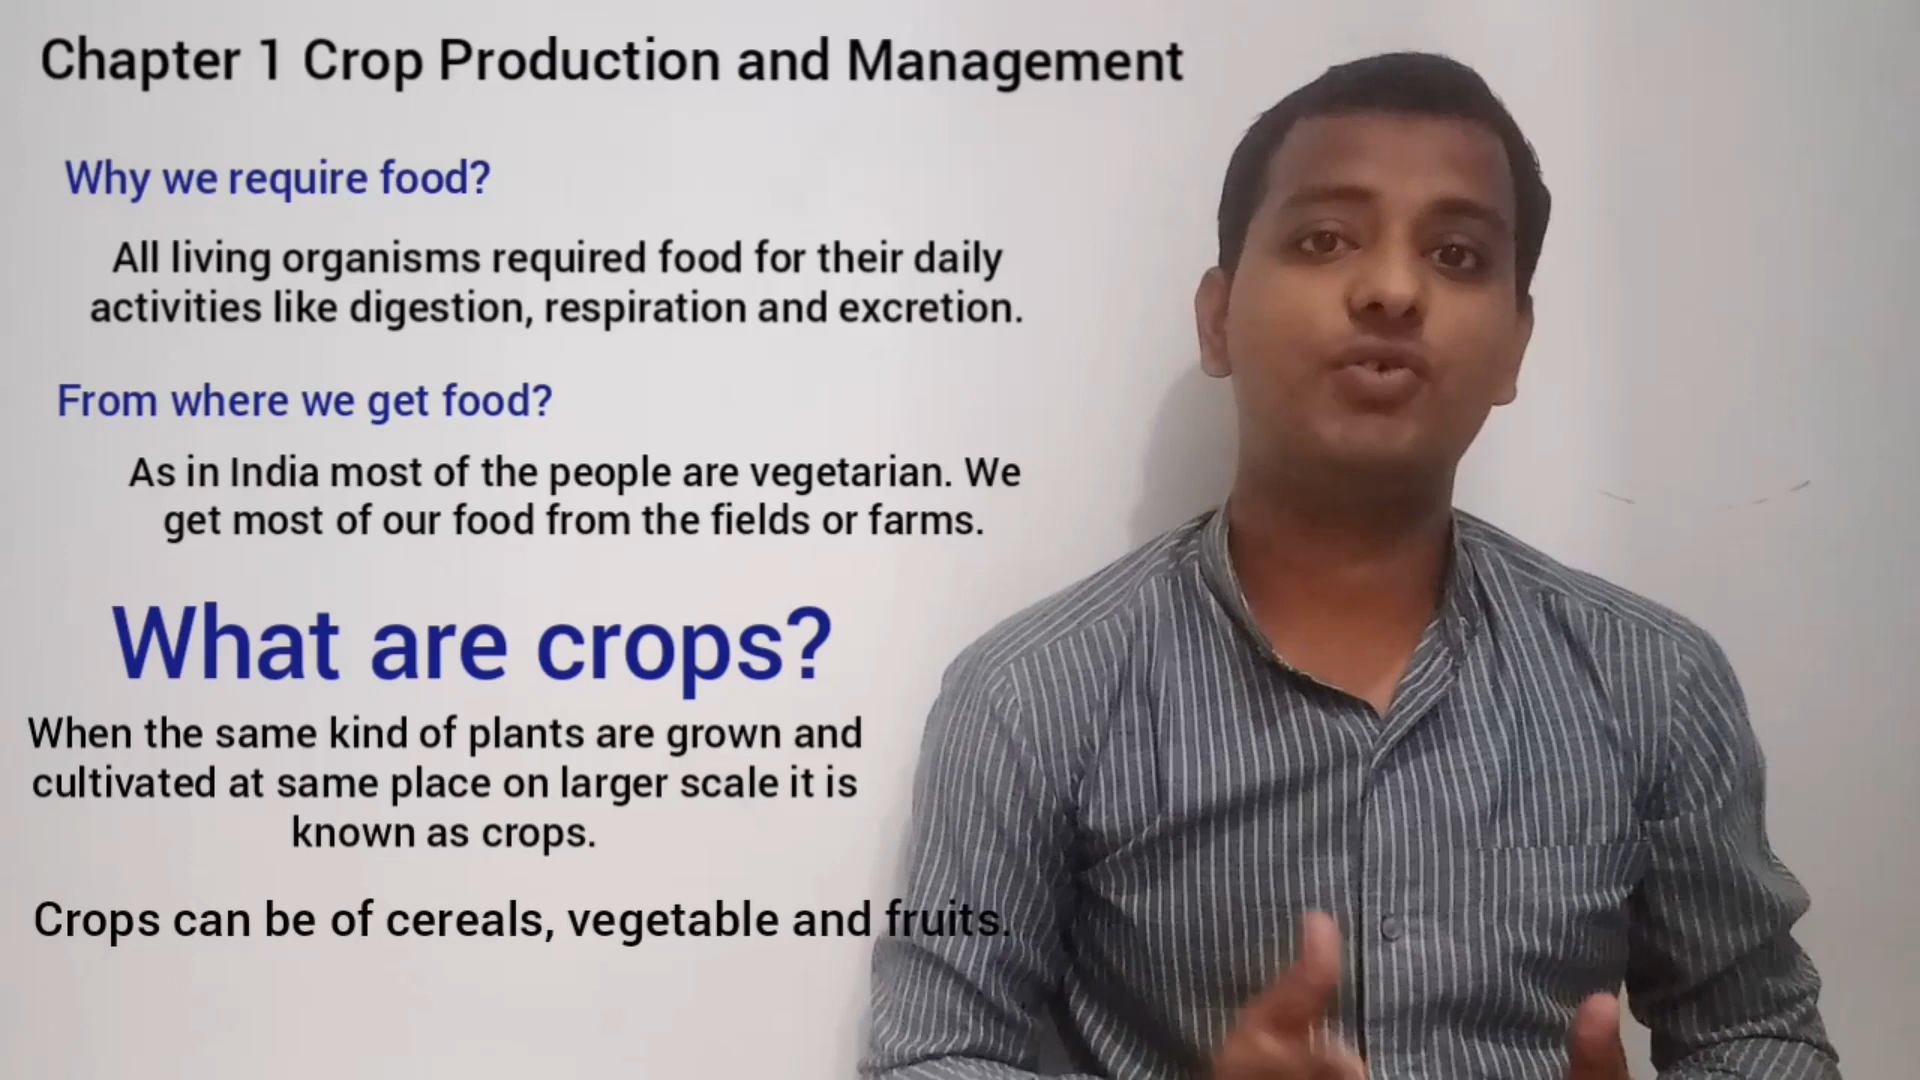 Chapter 1 Crop Production and Management
Why we require food?
All living organisms required food for their daily
activities like digestion, respiration and excretion.
From where we get food?
As in India most of the people are vegetarian. We
get most of our food from the fields or farms.
What are crops?
When the same kind of plants are grown and
cultivated at same place on larger scale it is
known as crops.
Crops can be of cereals, vegetable and fruits.